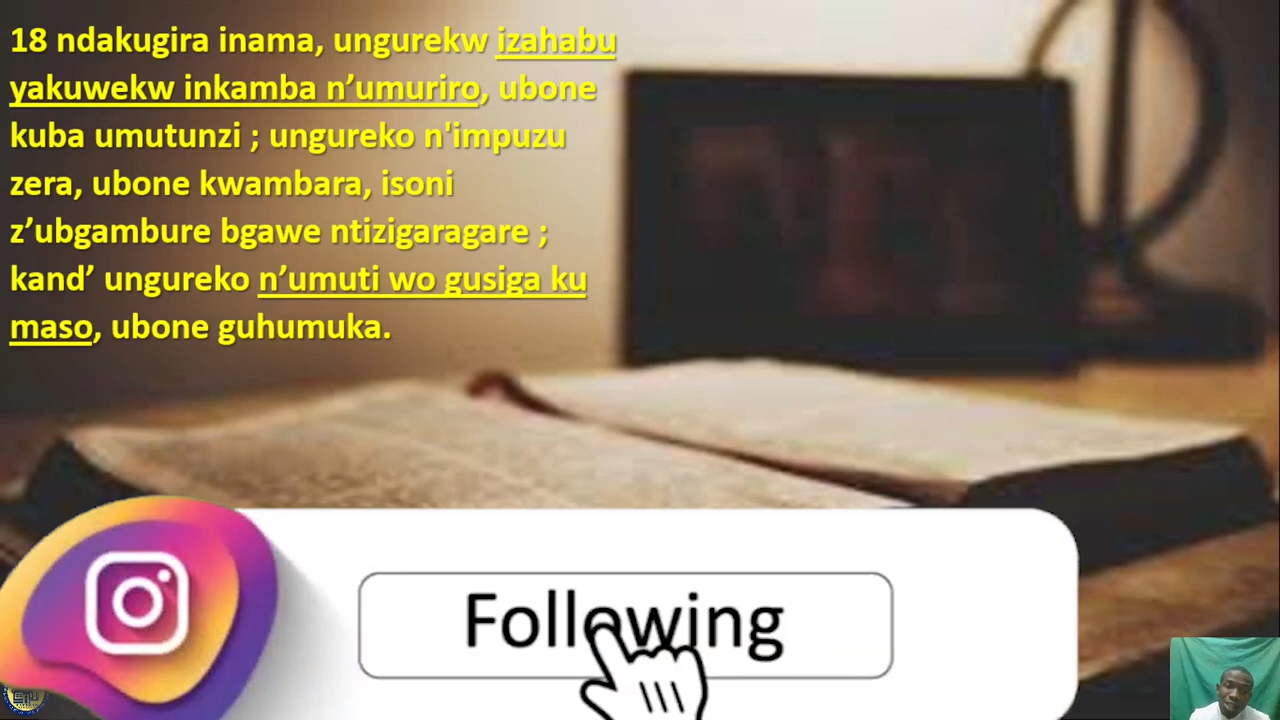 18 ndakugira inama, ungurekw izahabu
yakuwekw inkamba n’umuriro, ubone
kuba umutunzi ; ungureko n'impuzu
zera, ubone kwambara, isoni
z’ubgambure bgawe ntizigaragare ;
kand’ ungureko n’umuti wo gusiga ku
maso, ubone guhumuka.
Following